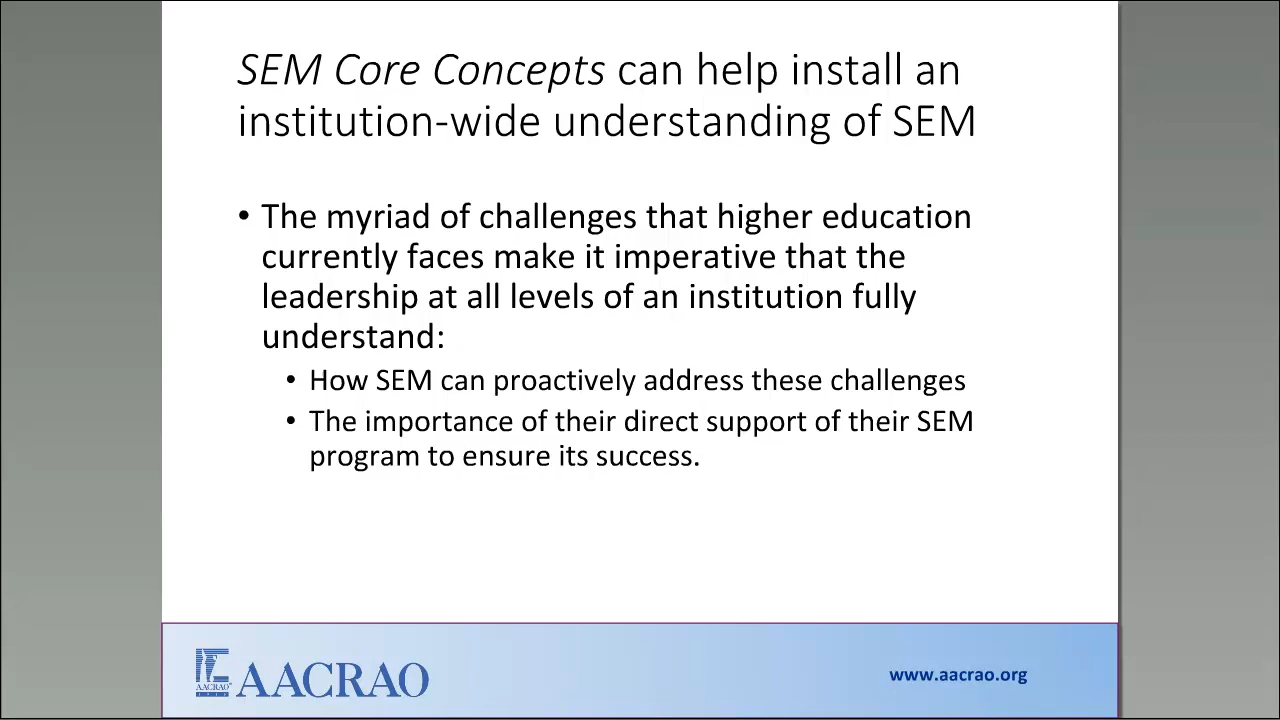 SEM Core Concepts can help install an
institution-wide understanding of SEM
• The myriad of challenges that higher education
currently faces make it imperative that the
leadership at all levels of an institution fully
understand:
• How SEM can proactively address these challenges
• The importance of their direct support of their SEM
program to ensure its success.
AACRAO
AACRAO
www.aacrao.org